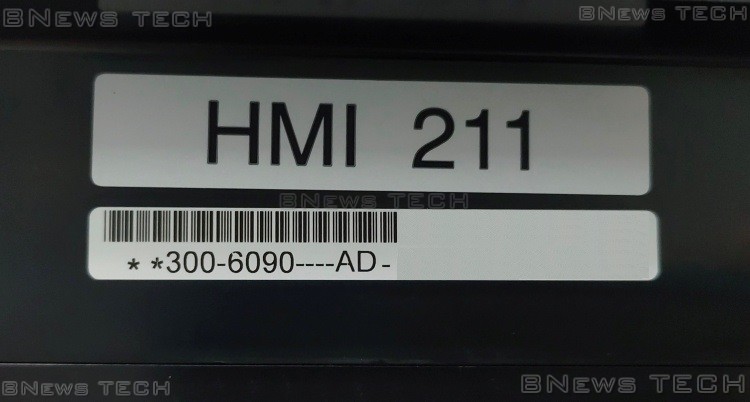 BNews TECH BNews TECH
HMI 211
BNews TECH
**300-6090----AD-
BNews TECH BNews TECH